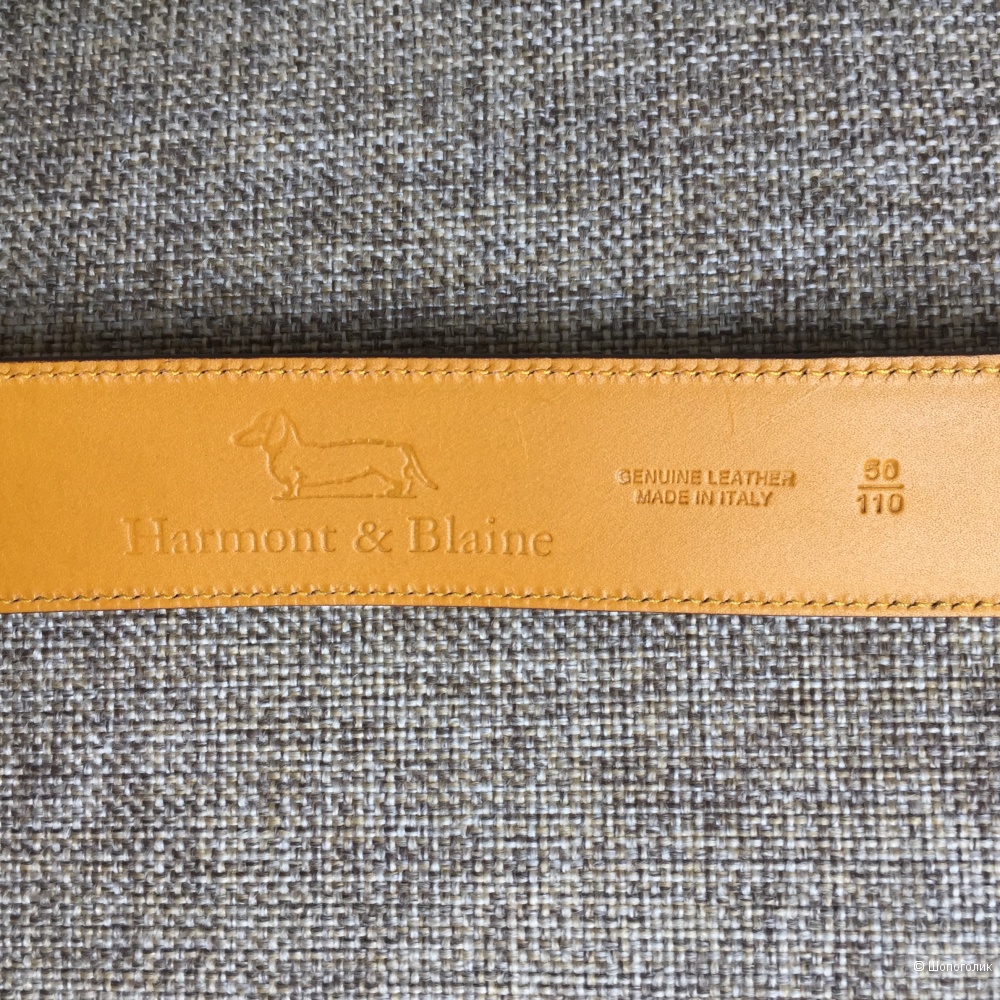 Harmont & Blaine
GENUINE LEATHER
MADE IN ITALY
50
110
© Шопоголик